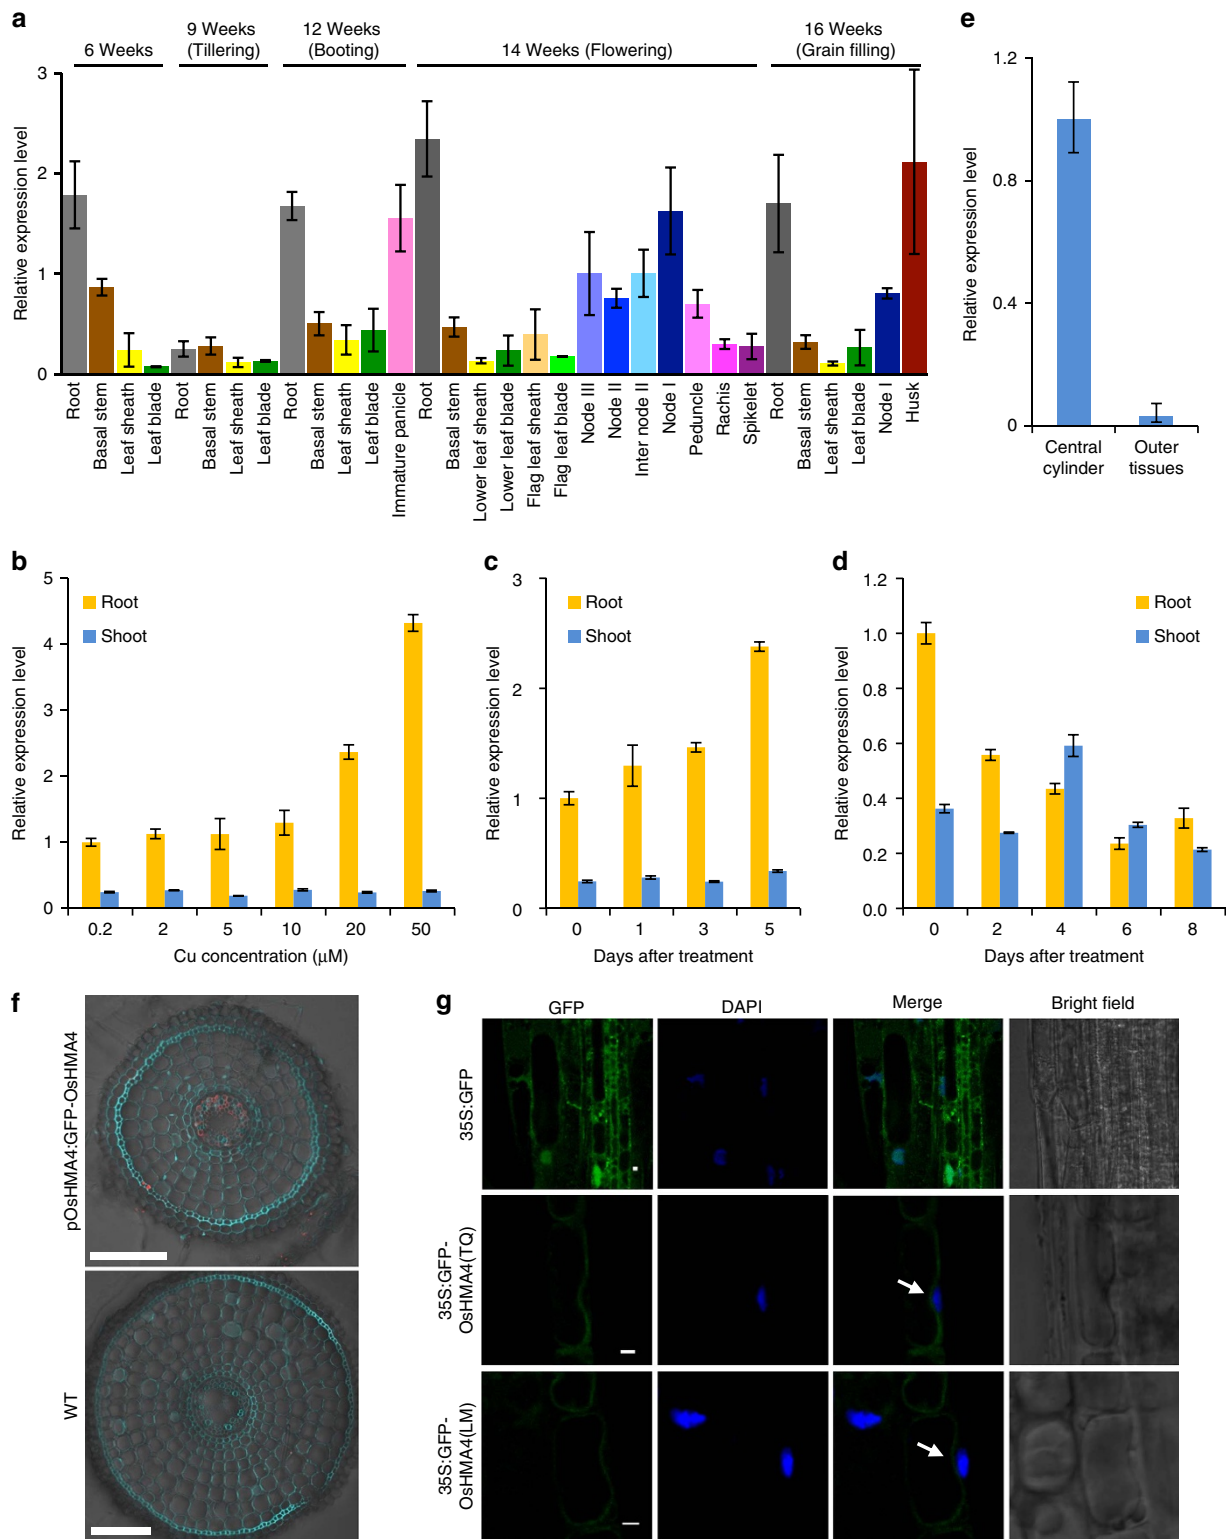 a
6 Weeks
9 Weeks
(Tillering)
12 Weeks
(Booting)
14 Weeks (Flowering)
16 Weeks
(Grain filling)
Relative expression level
3
2
1
0
Root
Basal stem
Leaf sheath
Leaf blade
Root
Basal stem
Leaf sheath
Leaf blade
Root
Basal stem
Leaf sheath
Leaf blade
Immature panicle
Root
Basal stem
Lower leaf sheath
Lower leaf blade
Flag leaf sheath
Flag leaf blade
Node III
Node II
Inter node II
Node I
Peduncle
Rachis
Spikelet
Root
Basal stem
Leaf sheath
Leaf blade
Node I
Husk
e
Relative expression level
1.2
0.8
0.4
0
Central
cylinder
Outer
tissues
b
Relative expression level
5
4
3
2
1
0
Root
Shoot
0.2 2 5 10 20 50
Cu concentration (µM)
c
Relative expression level
3
2
1
0
Root
Shoot
0 1 3 5
Days after treatment
d
Relative expression level
1.2
1.0
0.8
0.6
0.4
0.2
0.0
Root
Shoot
0 2 4 6 8
Days after treatment
f
pOsHMA4:GFP-OsHMA4
WT
g
GFP DAPI Merge Bright field
35S:GFP
35S:GFP-
OsHMA4(TQ)
35S:GFP-
OsHMA4(LM)